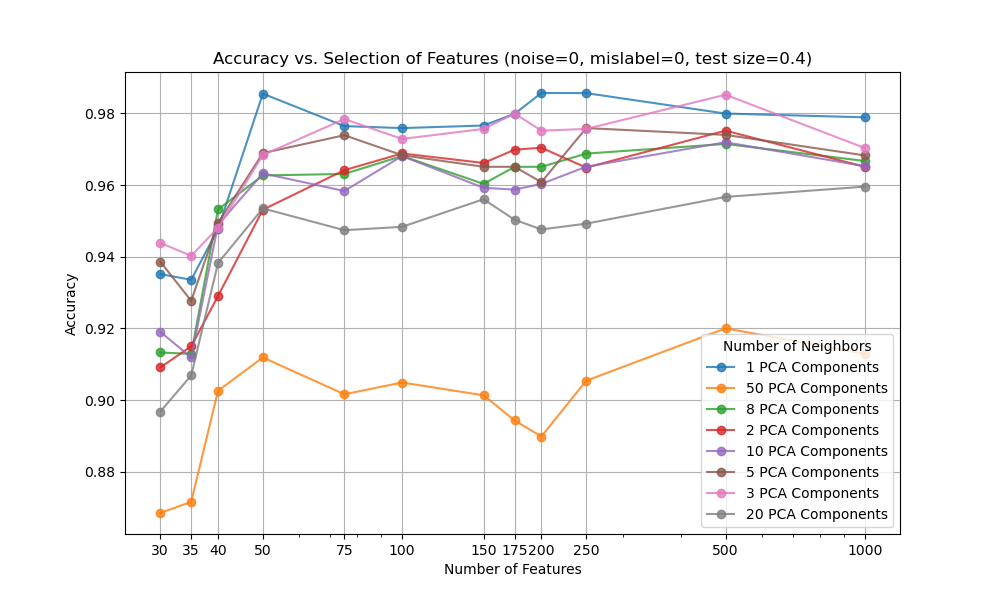 Accuracy vs. Selection of Features (noise=0, mislabel=0, test size=0.4)
0.98
0.96
0.94
0.92
0.90
0.88
Accuracy
Number of Neighbors
1 PCA Components
50 PCA Components
8 PCA Components
2 PCA Components
10 PCA Components
5 PCA Components
3 PCA Components
20 PCA Components
30 35 40 50 75 100 150 175 200 250 500 1000
Number of Features